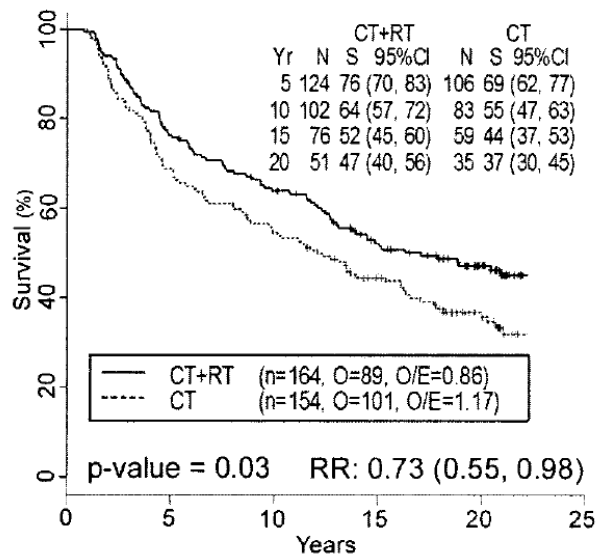 CT+RT CT
Yr N S 95%CI N S 95%CI
5 124 76 (70, 83) 106 69 (62, 77)
10 102 64 (57, 72) 83 55 (47, 63)
15 76 52 (45, 60) 59 44 (37, 53)
20 51 47 (40, 56) 35 37 (30, 45)
Survival (%)
100
80
60
40
20
0
CT+RT (n=164, O=89, O/E=0.86)
CT (n=154, O=101, O/E=1.17)
p-value = 0.03 RR: 0.73 (0.55, 0.98)
0 5 10 15 20 25
Years